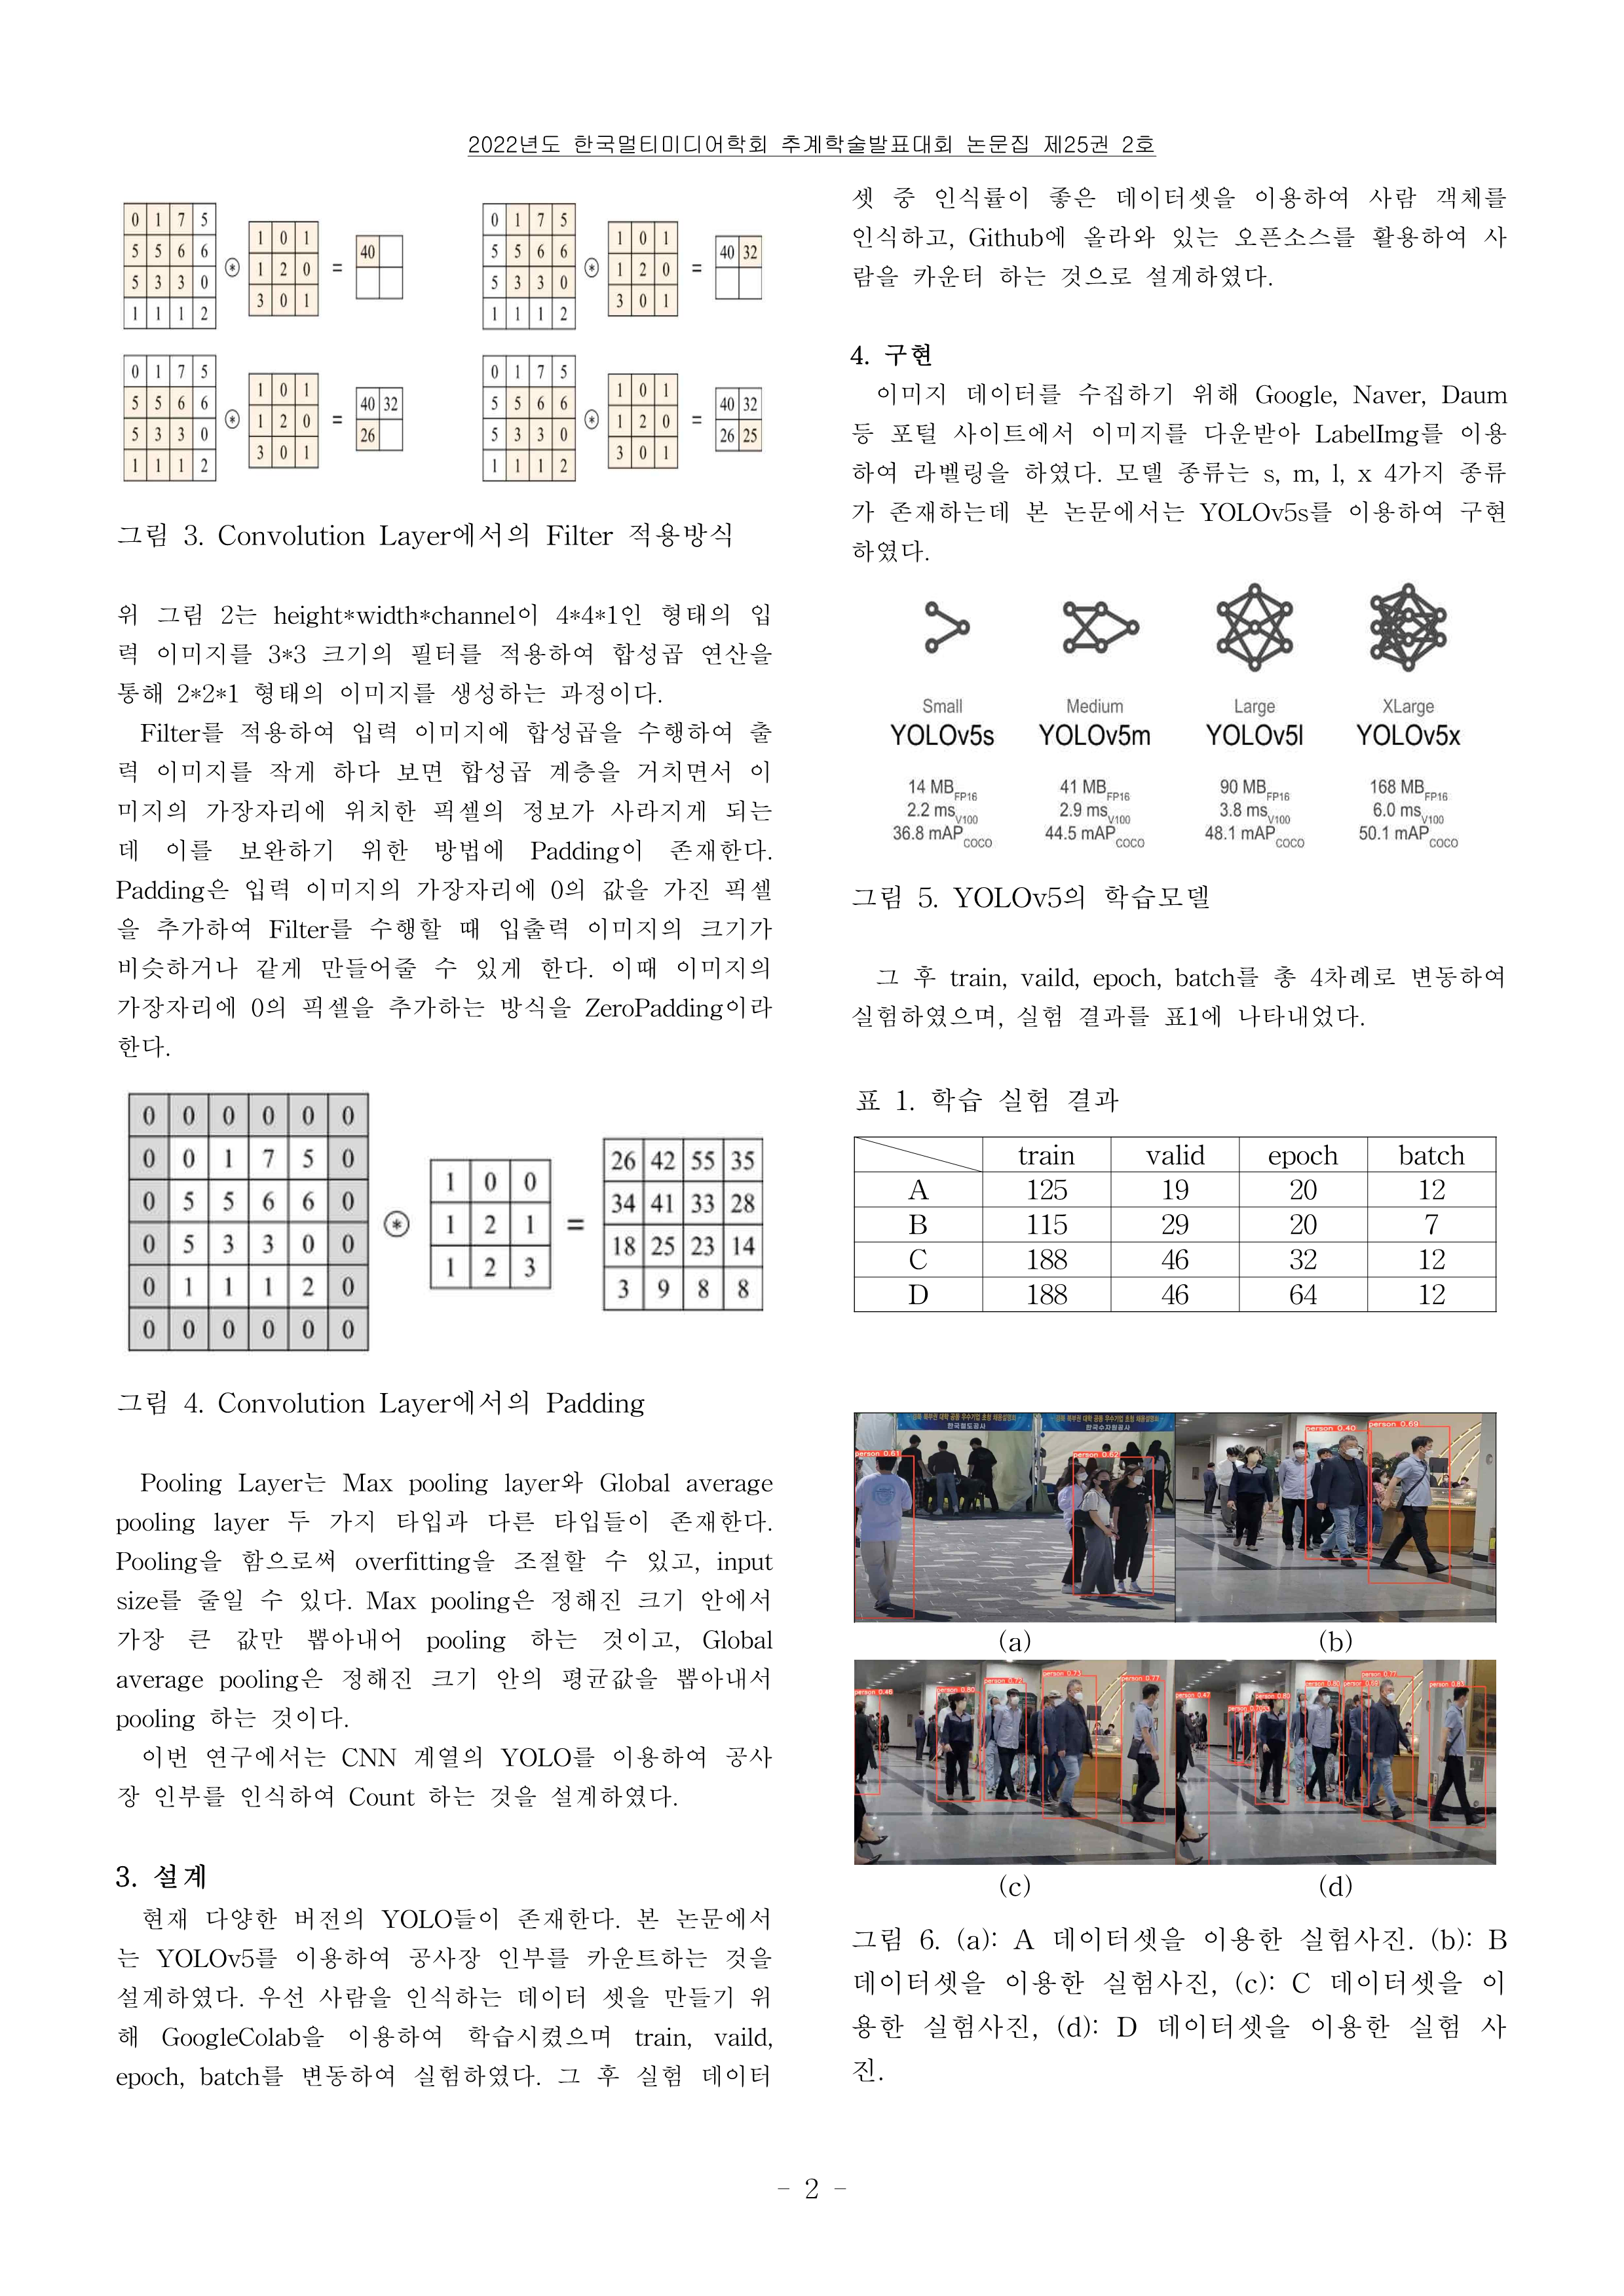 2022년도 한국멀티미디어학회 추계학술발표대회 논문집 제25권 2호
0 1 7 5
5 5 6 6
5 3 3 0
1 1 1 2
1 0 1
1 2 0
3 0 1
=
40
0 1 7 5
5 5 6 6
5 3 3 0
1 1 1 2
1 0 1
1 2 0
3 0 1
=
40 32
0 1 7 5
5 5 6 6
5 3 3 0
1 1 1 2
1 0 1
1 2 0
3 0 1
=
40 32
26
0 1 7 5
5 5 6 6
5 3 3 0
1 1 1 2
1 0 1
1 2 0
3 0 1
=
40 32
26 25
그림 3. Convolution Layer에서의 Filter 적용방식
위 그림 2는 height*width*channel이 4*4*1인 형태의 입
력 이미지를 3*3 크기의 필터를 적용하여 합성곱 연산을
통해 2*2*1 형태의 이미지를 생성하는 과정이다.
Filter를 적용하여 입력 이미지에 합성곱을 수행하여 출
력 이미지를 작게 하다 보면 합성곱 계층을 거치면서 이
미지의 가장자리에 위치한 픽셀의 정보가 사라지게 되는
데 이를 보완하기 위한 방법에 Padding이 존재한다.
Padding은 입력 이미지의 가장자리에 0의 값을 가진 픽셀
을 추가하여 Filter를 수행할 때 입출력 이미지의 크기가
비슷하거나 같게 만들어줄 수 있게 한다. 이때 이미지의
가장자리에 0의 픽셀을 추가하는 방식을 ZeroPadding이라
한다.
0 0 0 0 0 0
0 0 1 7 5 0
0 5 5 6 6 0
0 5 3 3 0 0
0 1 1 1 2 0
0 0 0 0 0 0
1 0 0
1 2 1
1 2 3
=
26 42 55 35
34 41 33 28
18 25 23 14
3 9 8 8
그림 4. Convolution Layer에서의 Padding
Pooling Layer는 Max pooling layer와 Global average
pooling layer 두 가지 타입과 다른 타입들이 존재한다.
Pooling을 함으로써 overfitting을 조절할 수 있고, input
size를 줄일 수 있다. Max pooling은 정해진 크기 안에서
가장 큰 값만 뽑아내어 pooling 하는 것이고, Global
average pooling은 정해진 크기 안의 평균값을 뽑아내서
pooling 하는 것이다.
이번 연구에서는 CNN 계열의 YOLO를 이용하여 공사
장 인부를 인식하여 Count 하는 것을 설계하였다.
3. 설계
현재 다양한 버전의 YOLO들이 존재한다. 본 논문에서
는 YOLOv5를 이용하여 공사장 인부를 카운트하는 것을
설계하였다. 우선 사람을 인식하는 데이터 셋을 만들기 위
해 GoogleColab을 이용하여 학습시켰으며 train, vaild,
epoch, batch를 변동하여 실험하였다. 그 후 실험 데이터
셋 중 인식률이 좋은 데이터셋을 이용하여 사람 객체를
인식하고, Github에 올라와 있는 오픈소스를 활용하여 사
람을 카운터 하는 것으로 설계하였다.
4. 구현
이미지 데이터를 수집하기 위해 Google, Naver, Daum
등 포털 사이트에서 이미지를 다운받아 LabelImg를 이용
하여 라벨링을 하였다. 모델 종류는 s, m, l, x 4가지 종류
가 존재하는데 본 논문에서는 YOLOv5s를 이용하여 구현
하였다.
Small Medium Large XLarge
YOLOv5s YOLOv5m YOLOv5l YOLOv5x
14 MB FP16 41 MB FP16 90 MB FP16 168 MB FP16
2.2 ms V100 2.9 ms V100 3.8 ms V100 6.0 ms V100
36.8 mAP COCO 44.5 mAP COCO 48.1 mAP COCO 50.1 mAP COCO
그림 5. YOLOv5의 학습모델
그 후 train, vaild, epoch, batch를 총 4차례로 변동하여
실험하였으며, 실험 결과를 표1에 나타내었다.
표 1. 학습 실험 결과
train valid epoch batch
A 125 19 20 12
B 115 29 20 7
C 188 46 32 12
D 188 46 64 12
한국철도공사
한국수자원공사
person 0.61
person 0.62
person 0.40
person 0.69
(a) (b)
person 0.46
person 0.80
person 0.73
person 0.77
person 0.47
person 0.83
(c) (d)
그림 6. (a): A 데이터셋을 이용한 실험사진. (b): B
데이터셋을 이용한 실험사진, (c): C 데이터셋을 이
용한 실험사진, (d): D 데이터셋을 이용한 실험 사
진.
- 2 -